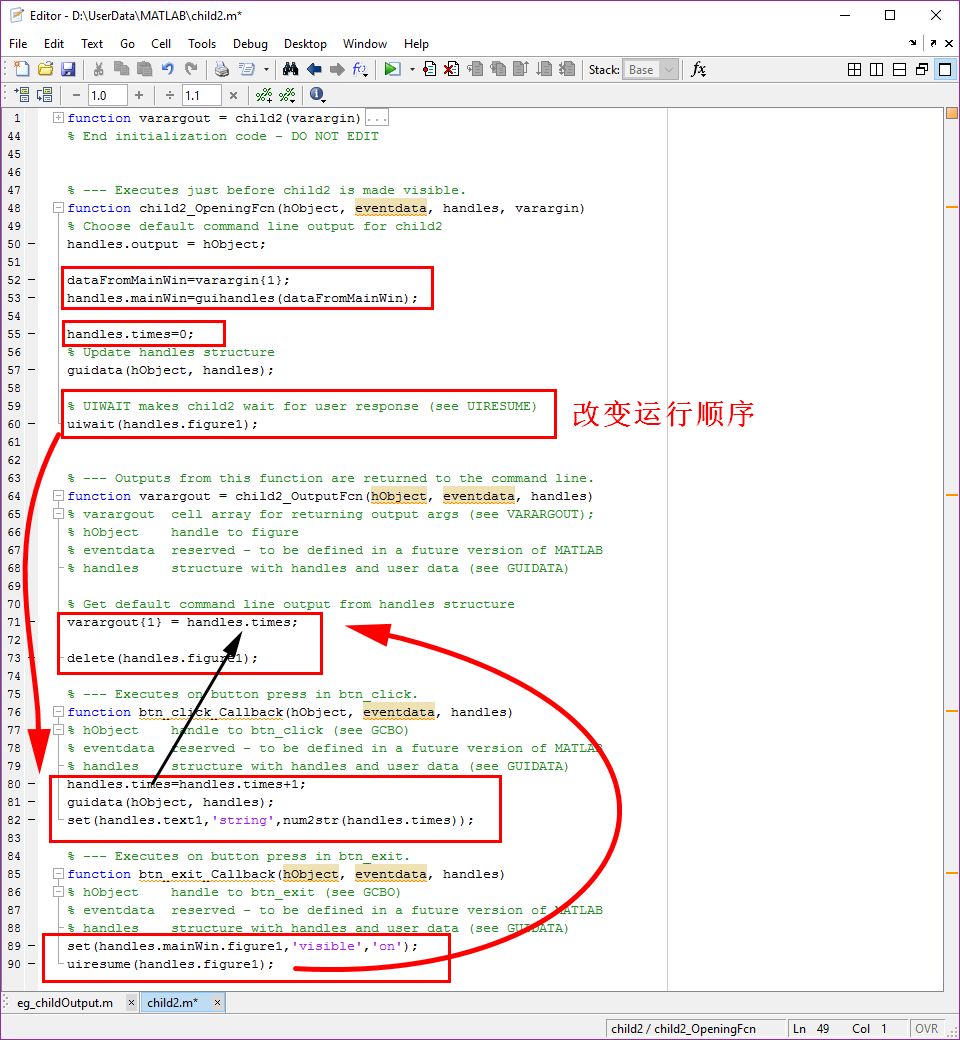 Editor - D:\UserData\MATLAB\child2.m*
File Edit Text Go Cell Tools Debug Desktop Window Help
Stack: Base fx
− 1.0 + ÷ 1.1 ×
1 function varargout = child2(varargin) ...
44 % End initialization code - DO NOT EDIT
45
46
47 % --- Executes just before child2 is made visible.
48 function child2_OpeningFcn(hObject, eventdata, handles, varargin)
49 % Choose default command line output for child2
50 handles.output = hObject;
51
52 dataFromMainWin=varargin{1};
53 handles.mainWin=guihandles(dataFromMainWin);
54
55 handles.times=0;
56 % Update handles structure
57 guidata(hObject, handles);
58
59 % UIWAIT makes child2 wait for user response (see UIRESUME)
改变运行顺序
60 uiwait(handles.figure1);
61
62
63 % --- Outputs from this function are returned to the command line.
64 function varargout = child2_OutputFcn(hObject, eventdata, handles)
65 % varargout  cell array for returning output args (see VARARGOUT);
66 % hObject    handle to figure
67 % eventdata  reserved - to be defined in a future version of MATLAB
68 % handles    structure with handles and user data (see GUIDATA)
69
70 % Get default command line output from handles structure
71 varargout{1} = handles.times;
72
73 delete(handles.figure1);
74
75 % --- Executes on button press in btn_click.
76 function btn_click_Callback(hObject, eventdata, handles)
77 % hObject    handle to btn_click (see GCBO)
78 % eventdata  reserved - to be defined in a future version of MATLAB
79 % handles    structure with handles and user data (see GUIDATA)
80 handles.times=handles.times+1;
81 guidata(hObject, handles);
82 set(handles.text1,'string',num2str(handles.times));
83
84 % --- Executes on button press in btn_exit.
85 function btn_exit_Callback(hObject, eventdata, handles)
86 % hObject    handle to btn_exit (see GCBO)
87 % eventdata  reserved - to be defined in a future version of MATLAB
88 % handles    structure with handles and user data (see GUIDATA)
89 set(handles.mainWin.figure1,'visible','on');
90 uiresume(handles.figure1);
eg_childOutput.m × child2.m* ×
child2 / child2_OpeningFcn Ln 49 Col 1 OVR